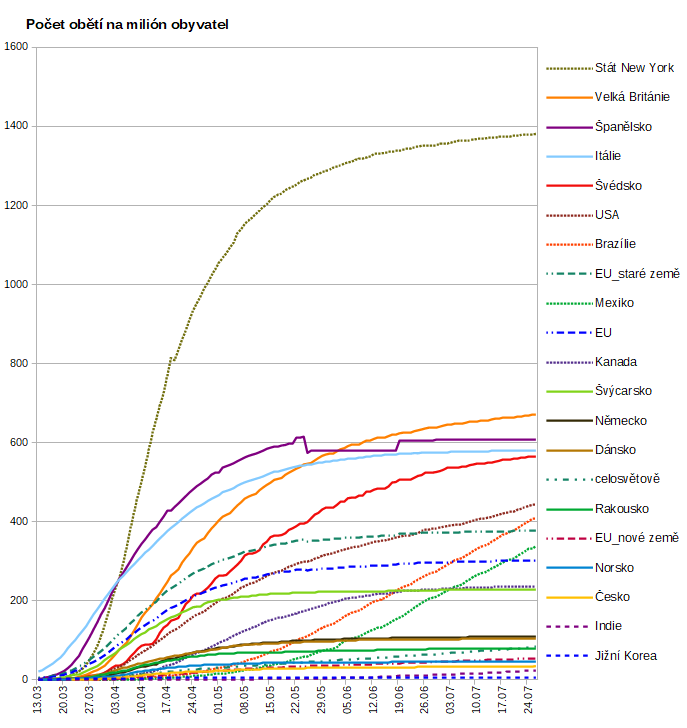 Počet obětí na milión obyvatel
1600
1400
1200
1000
800
600
400
200
0
Stát New York
Velká Británie
Španělsko
Itálie
Švédsko
USA
Brazílie
EU_staré země
Mexiko
EU
Kanada
Švýcarsko
Německo
Dánsko
celosvětově
Rakousko
EU_nové země
Norsko
Česko
Indie
Jižní Korea
13.03
20.03
27.03
03.04
10.04
17.04
24.04
01.05
08.05
15.05
22.05
29.05
05.06
12.06
19.06
26.06
03.07
10.07
17.07
24.07